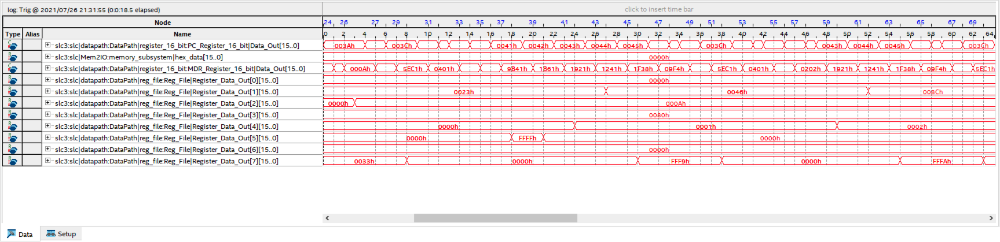 log: Trig @ 2021/07/26 21:31:55 (0:0:18.5 elapsed) click to insert time bar
Node 24 26 27 29 31 33 35 37 39 41 43 45 47 49 51 53 55 57 59 61 63 65 67 69
Type Alias Name 0 2 4 6 8 10 12 14 16 18 20 22 24 26 28 30 32 34 36 38 40 42 44 46 48 50 52 54 56 58 60 62 64
slc3:slc|datapath:DataPath|register_16_bit:PC_Register_16_bit|Data_Out[15..0] 003Ah 003Ch 0041h 0042h 0043h 0044h 0045h 003Ch 0043h 0044h 0045h 003Ch
slc3:slc|Mem2IO:memory_subsystem|hex_data[15..0] 0000h
slc3:slc|datapath:DataPath|register_16_bit:MDR_Register_16_bit|Data_Out[15..0] 000Ah 5EC1h 0401h 9B41h 1B61h 1921h 1241h 1F38h 09F4h 5EC1h 0401h 0202h 1921h 1241h 1F38h 09F4h 5EC1h
slc3:slc|datapath:DataPath|reg_file:Reg_File|Register_Data_Out[0][15..0] 0000h
slc3:slc|datapath:DataPath|reg_file:Reg_File|Register_Data_Out[1][15..0] 0023h 0046h 008Ch
slc3:slc|datapath:DataPath|reg_file:Reg_File|Register_Data_Out[2][15..0] 0000h 000Ah
slc3:slc|datapath:DataPath|reg_file:Reg_File|Register_Data_Out[3][15..0] 0080h
slc3:slc|datapath:DataPath|reg_file:Reg_File|Register_Data_Out[4][15..0] 0000h 0001h 0002h
slc3:slc|datapath:DataPath|reg_file:Reg_File|Register_Data_Out[5][15..0] 0000h FFFFh 0000h
slc3:slc|datapath:DataPath|reg_file:Reg_File|Register_Data_Out[6][15..0] 0000h
slc3:slc|datapath:DataPath|reg_file:Reg_File|Register_Data_Out[7][15..0] 0033h 0000h FFF9h 0000h FFFAh
Data Setup